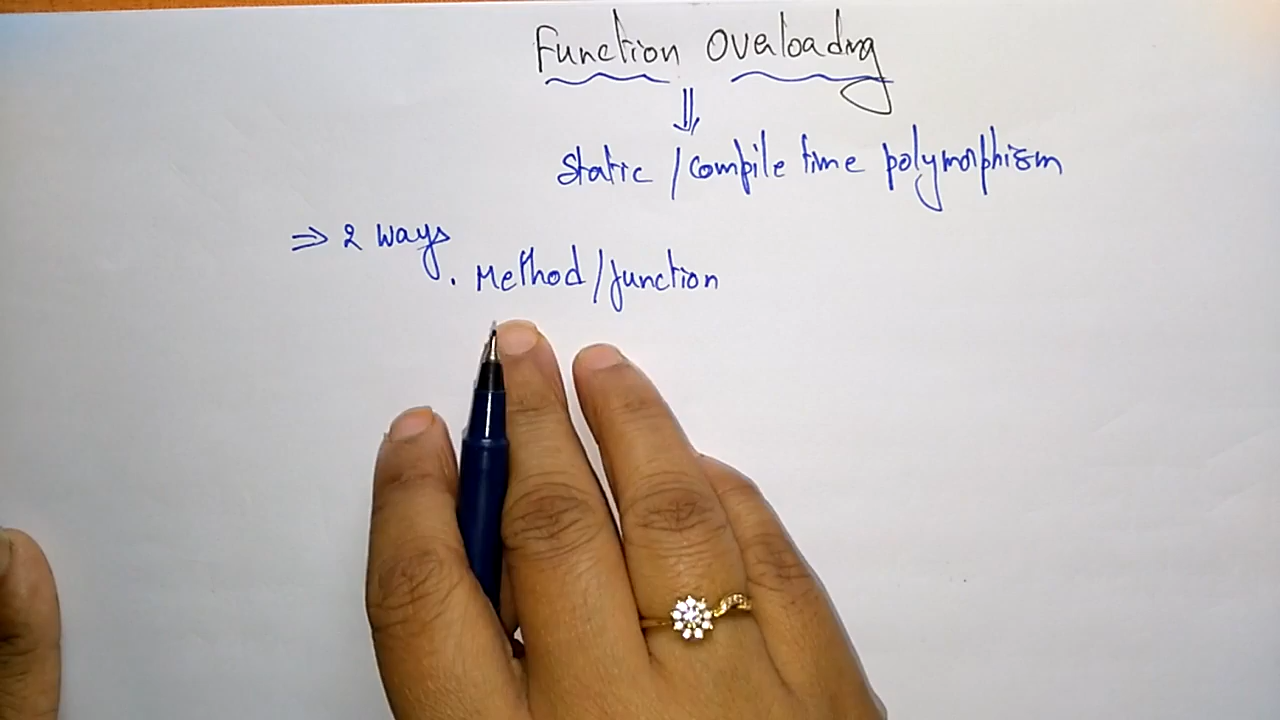 Function Overloading
⇓
Static / Compile time polymorphism
⇒ 2 ways
. Method/function